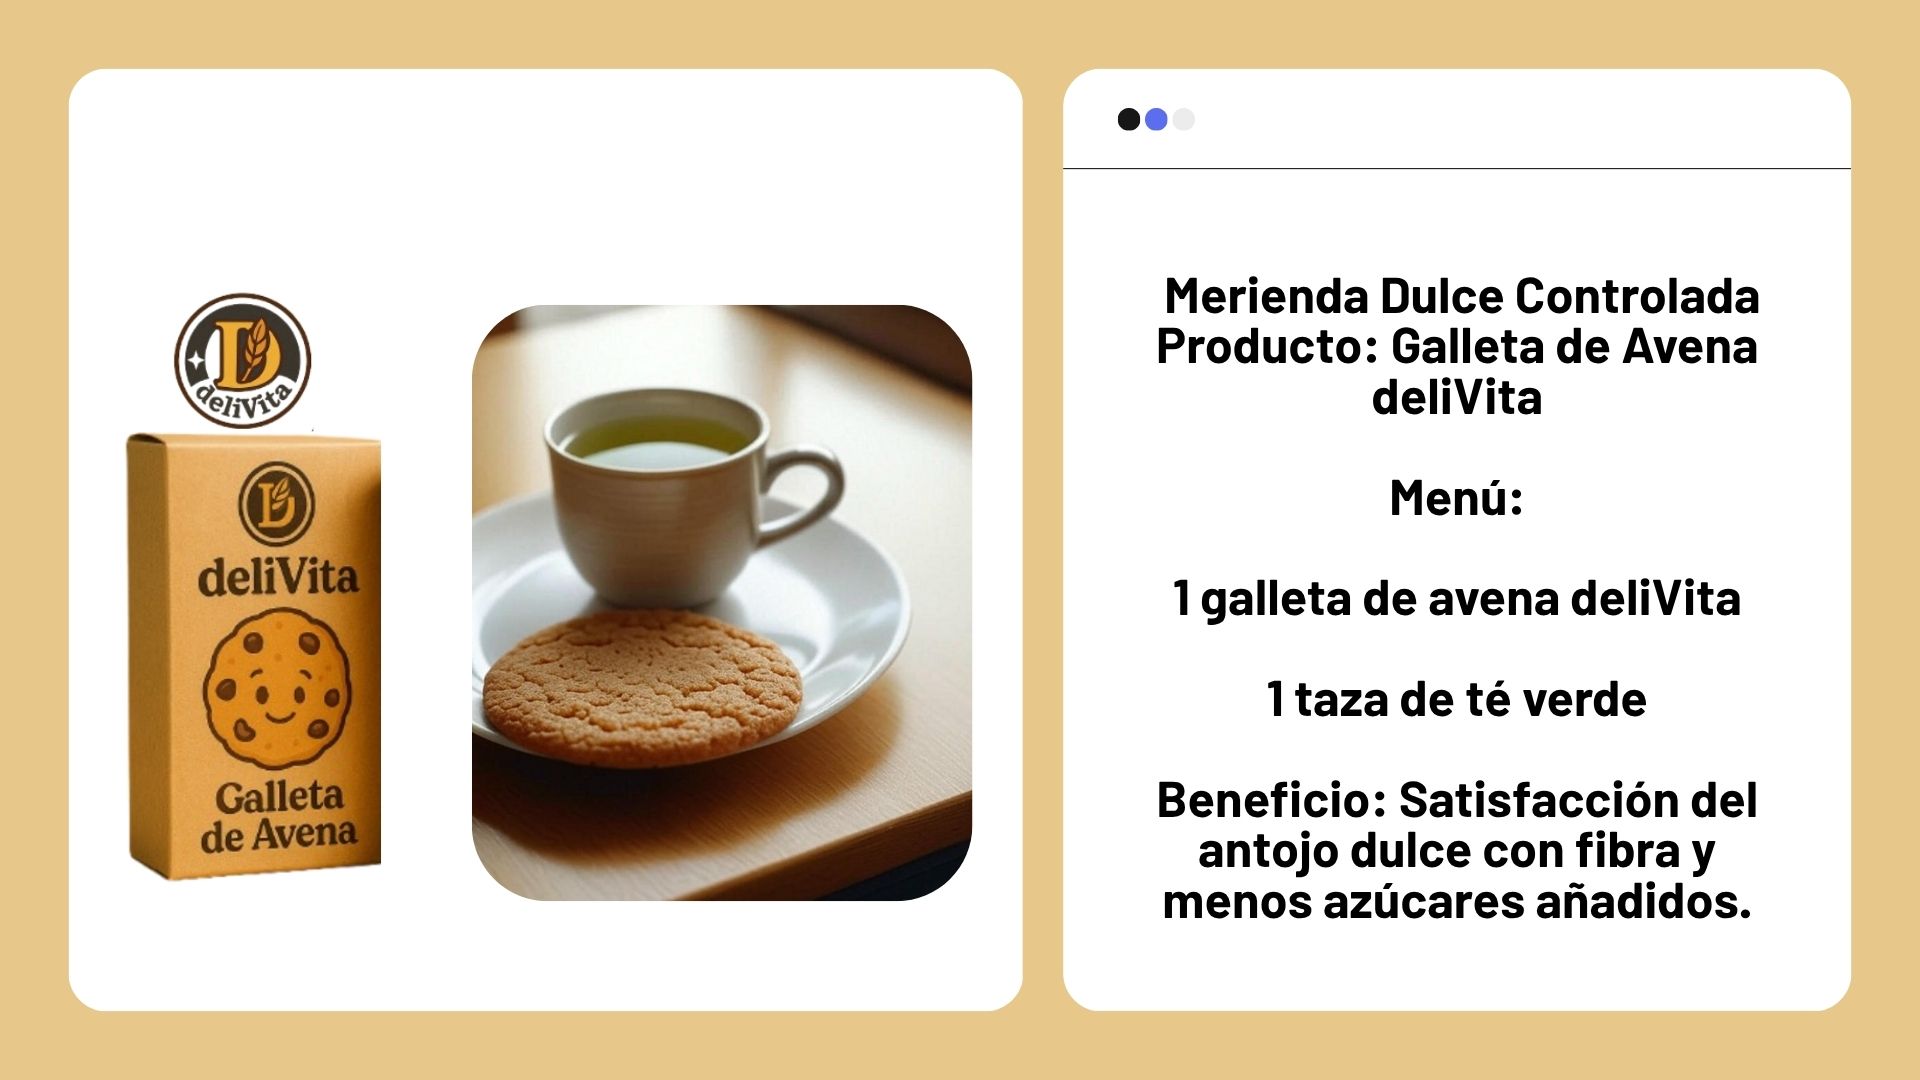 deliVita
deliVita
Galleta
de Avena
Merienda Dulce Controlada
Producto: Galleta de Avena
deliVita
Menú:
1 galleta de avena deliVita
1 taza de té verde
Beneficio: Satisfacción del
antojo dulce con fibra y
menos azúcares añadidos.